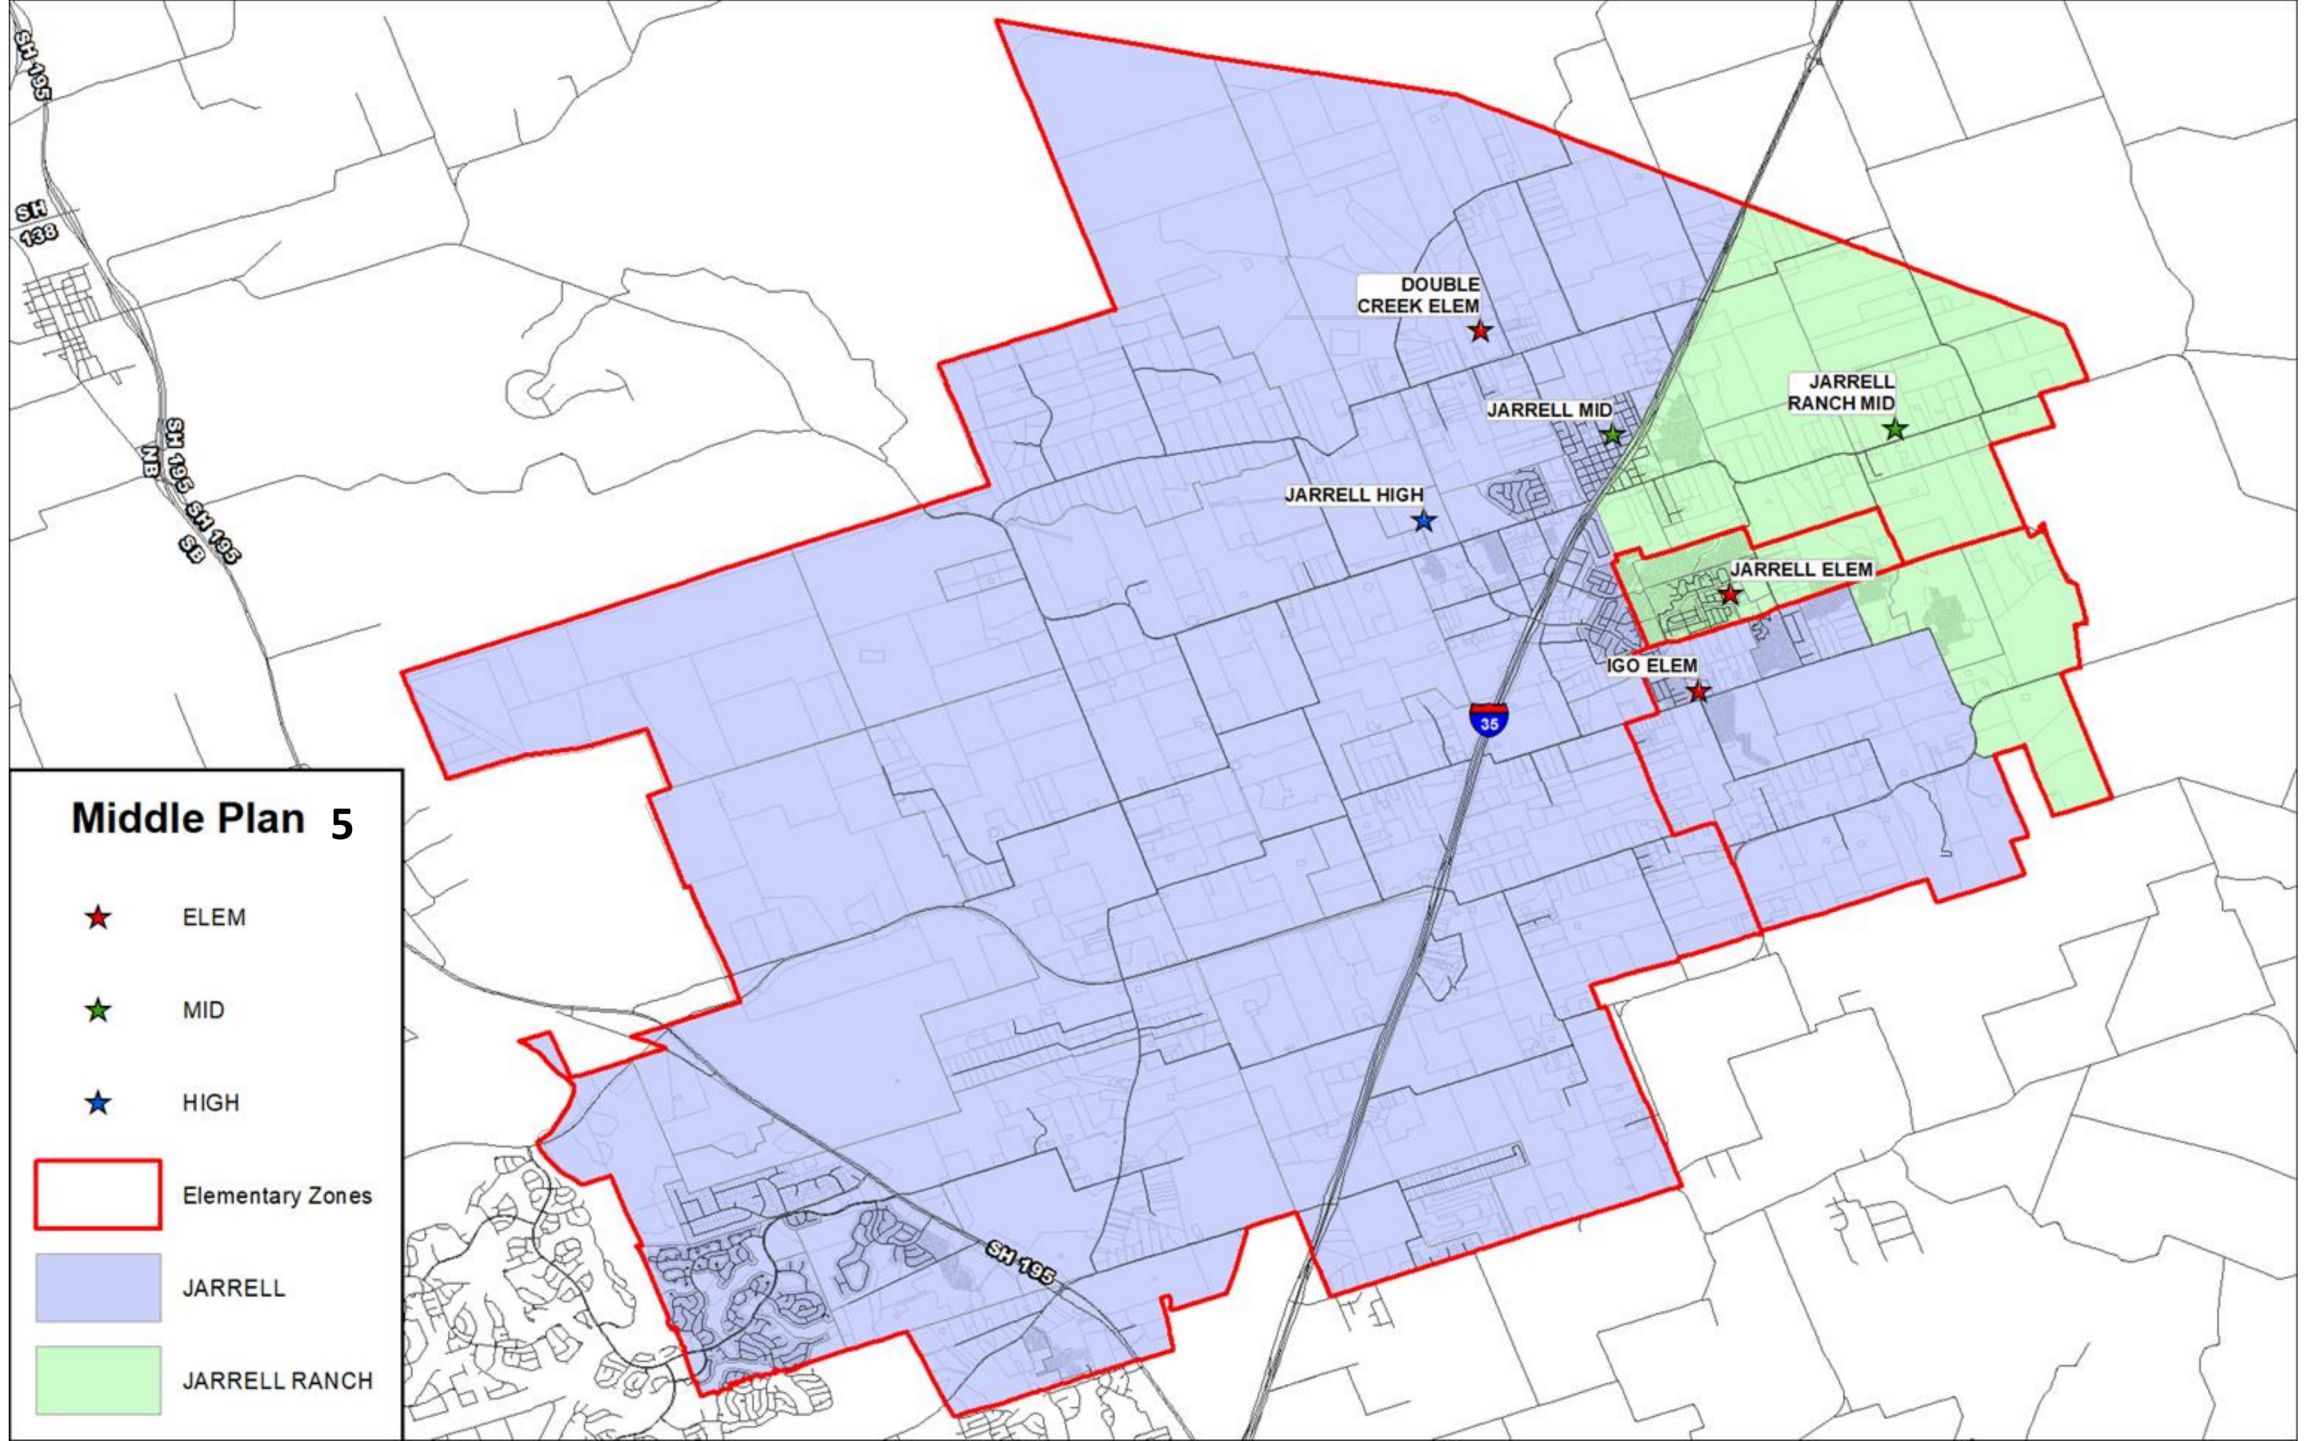 SH 195
SH
138
SH 195
NB
SH 195
SB
DOUBLE
CREEK ELEM
JARRELL
RANCH MID
JARRELL MID
JARRELL HIGH
JARRELL ELEM
IGO ELEM
35
SH 195
Middle Plan 5
ELEM
MID
HIGH
Elementary Zones
JARRELL
JARRELL RANCH